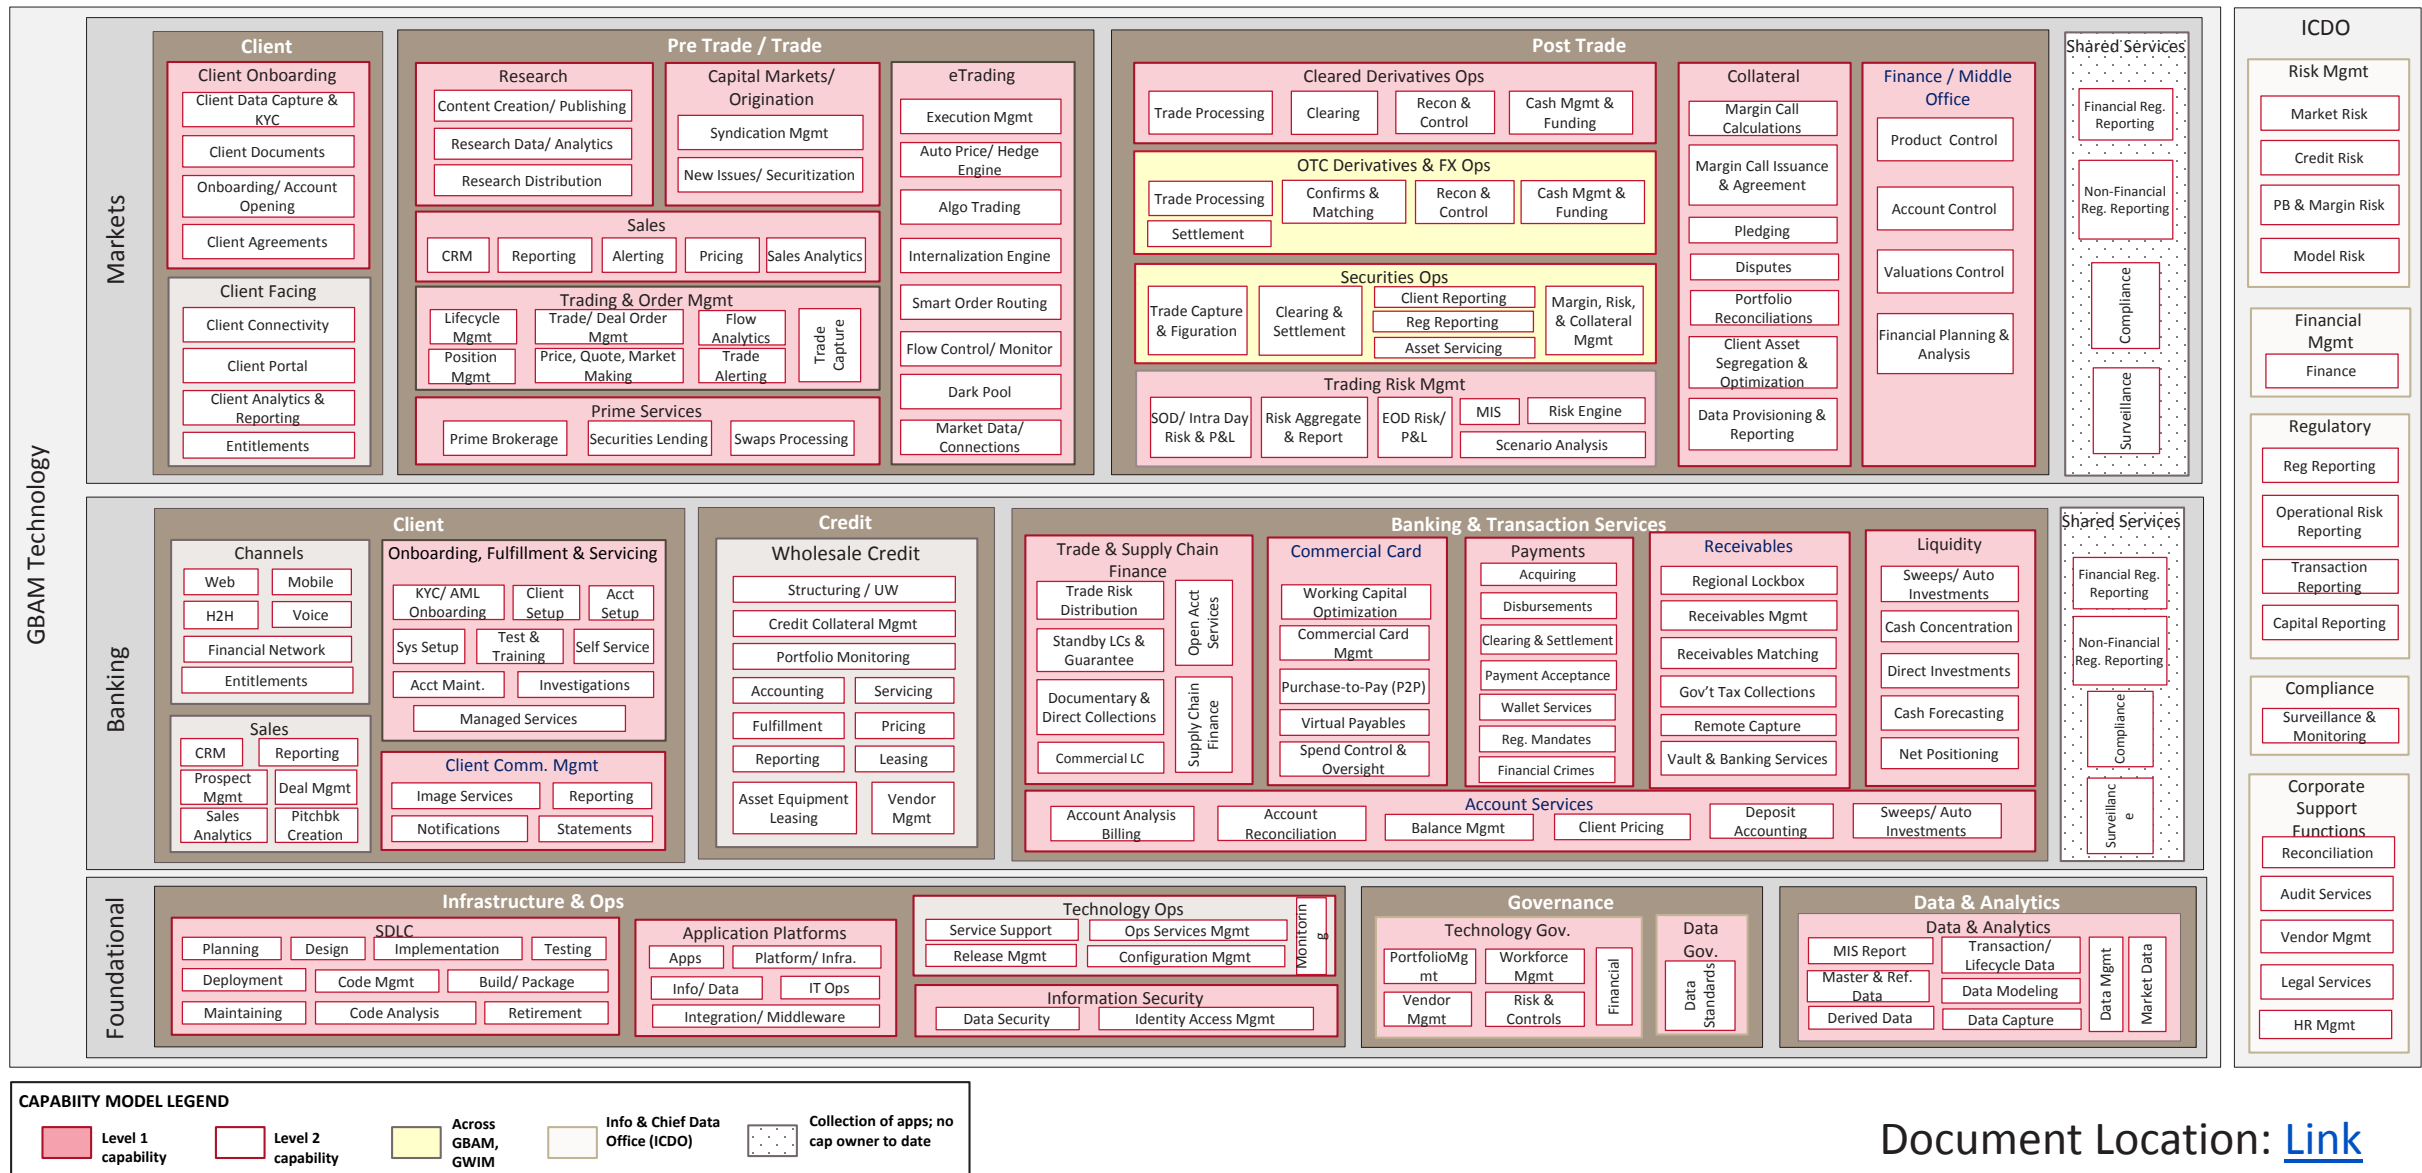 GBAM Technology
Markets
Client
Client Onboarding
Client Data Capture &
KYC
Client Documents
Onboarding/ Account
Opening
Client Agreements
Client Facing
Client Connectivity
Client Portal
Client Analytics &
Reporting
Entitlements
Pre Trade / Trade
Research
Content Creation/ Publishing
Research Data/ Analytics
Research Distribution
Capital Markets/
Origination
Syndication Mgmt
New Issues/ Securitization
Sales
CRM
Reporting
Alerting
Pricing
Sales Analytics
Trading & Order Mgmt
Lifecycle
Mgmt
Trade/ Deal Order
Mgmt
Flow
Analytics
Position
Mgmt
Price, Quote, Market
Making
Trade
Alerting
Trade
Capture
Prime Services
Prime Brokerage
Securities Lending
Swaps Processing
eTrading
Execution Mgmt
Auto Price/ Hedge
Engine
Algo Trading
Internalization Engine
Smart Order Routing
Flow Control/ Monitor
Dark Pool
Market Data/
Connections
Post Trade
Cleared Derivatives Ops
Trade Processing
Clearing
Recon &
Control
Cash Mgmt &
Funding
OTC Derivatives & FX Ops
Trade Processing
Confirms &
Matching
Recon &
Control
Cash Mgmt &
Funding
Settlement
Securities Ops
Trade Capture
& Figuration
Clearing &
Settlement
Client Reporting
Reg Reporting
Asset Servicing
Margin, Risk,
& Collateral
Mgmt
Trading Risk Mgmt
SOD/ Intra Day
Risk & P&L
Risk Aggregate
& Report
EOD Risk/
P&L
MIS
Risk Engine
Scenario Analysis
Collateral
Margin Call
Calculations
Margin Call Issuance
& Agreement
Pledging
Disputes
Portfolio
Reconciliations
Client Asset
Segregation &
Optimization
Data Provisioning &
Reporting
Finance / Middle
Office
Product Control
Account Control
Valuations Control
Financial Planning &
Analysis
Shared Services
Financial Reg.
Reporting
Non-Financial
Reg. Reporting
Compliance
Surveillance
Banking
Client
Channels
Web
Mobile
H2H
Voice
Financial Network
Entitlements
Sales
CRM
Reporting
Prospect
Mgmt
Deal Mgmt
Sales
Analytics
Pitchbk
Creation
Onboarding, Fulfillment & Servicing
KYC/ AML
Onboarding
Client
Setup
Acct
Setup
Sys Setup
Test &
Training
Self Service
Acct Maint.
Investigations
Managed Services
Client Comm. Mgmt
Image Services
Reporting
Notifications
Statements
Credit
Wholesale Credit
Structuring / UW
Credit Collateral Mgmt
Portfolio Monitoring
Accounting
Servicing
Fulfillment
Pricing
Reporting
Leasing
Asset Equipment
Leasing
Vendor
Mgmt
Banking & Transaction Services
Trade & Supply Chain
Finance
Trade Risk
Distribution
Standby LCs &
Guarantee
Documentary &
Direct Collections
Commercial LC
Open Acct
Services
Supply Chain
Finance
Commercial Card
Working Capital
Optimization
Commercial Card
Mgmt
Purchase-to-Pay (P2P)
Virtual Payables
Spend Control &
Oversight
Payments
Acquiring
Disbursements
Clearing & Settlement
Payment Acceptance
Wallet Services
Reg. Mandates
Financial Crimes
Receivables
Regional Lockbox
Receivables Mgmt
Receivables Matching
Gov't Tax Collections
Remote Capture
Vault & Banking Services
Liquidity
Sweeps/ Auto
Investments
Cash Concentration
Direct Investments
Cash Forecasting
Net Positioning
Account Services
Account Analysis
Billing
Account
Reconciliation
Balance Mgmt
Client Pricing
Deposit
Accounting
Sweeps/ Auto
Investments
Shared Services
Financial Reg.
Reporting
Non-Financial
Reg. Reporting
Compliance
Surveillanc
e
Foundational
Infrastructure & Ops
SDLC
Planning
Design
Implementation
Testing
Deployment
Code Mgmt
Build/ Package
Maintaining
Code Analysis
Retirement
Application Platforms
Apps
Platform/ Infra.
Info/ Data
IT Ops
Integration/ Middleware
Technology Ops
Service Support
Ops Services Mgmt
Release Mgmt
Configuration Mgmt
Monitorin
g
Information Security
Data Security
Identity Access Mgmt
Governance
Technology Gov.
PortfolioMg
mt
Workforce
Mgmt
Vendor
Mgmt
Risk &
Controls
Financial
Data
Gov.
Data
Standards
Data & Analytics
Data & Analytics
MIS Report
Transaction/
Lifecycle Data
Master & Ref.
Data
Data Modeling
Derived Data
Data Capture
Data Mgmt
Market Data
ICDO
Risk Mgmt
Market Risk
Credit Risk
PB & Margin Risk
Model Risk
Financial
Mgmt
Finance
Regulatory
Reg Reporting
Operational Risk
Reporting
Transaction
Reporting
Capital Reporting
Compliance
Surveillance &
Monitoring
Corporate
Support
Functions
Reconciliation
Audit Services
Vendor Mgmt
Legal Services
HR Mgmt
CAPABIITY MODEL LEGEND
Level 1
capability
Level 2
capability
Across
GBAM,
GWIM
Info & Chief Data
Office (ICDO)
Collection of apps; no
cap owner to date
Document Location: Link